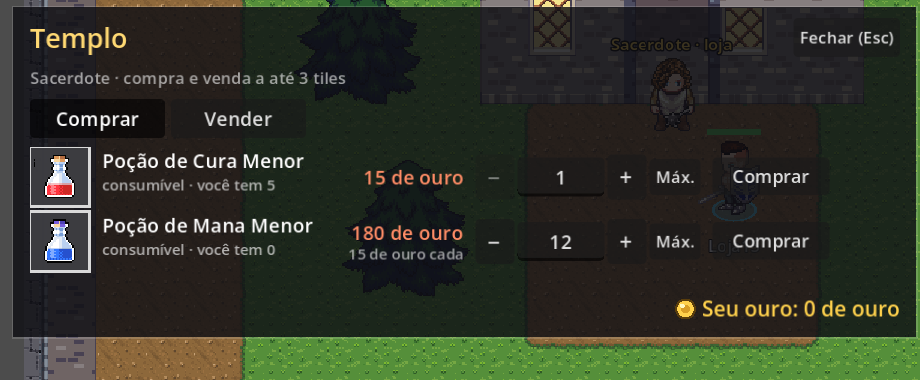 Templo
Sacerdote · loja
Fechar (Esc)
Sacerdote · compra e venda a até 3 tiles
Comprar
Vender
Poção de Cura Menor
consumível · você tem 5
15 de ouro
−
1
+
Máx.
Comprar
Poção de Mana Menor
consumível · você tem 0
180 de ouro
15 de ouro cada
−
12
+
Máx.
Comprar
Seu ouro: 0 de ouro